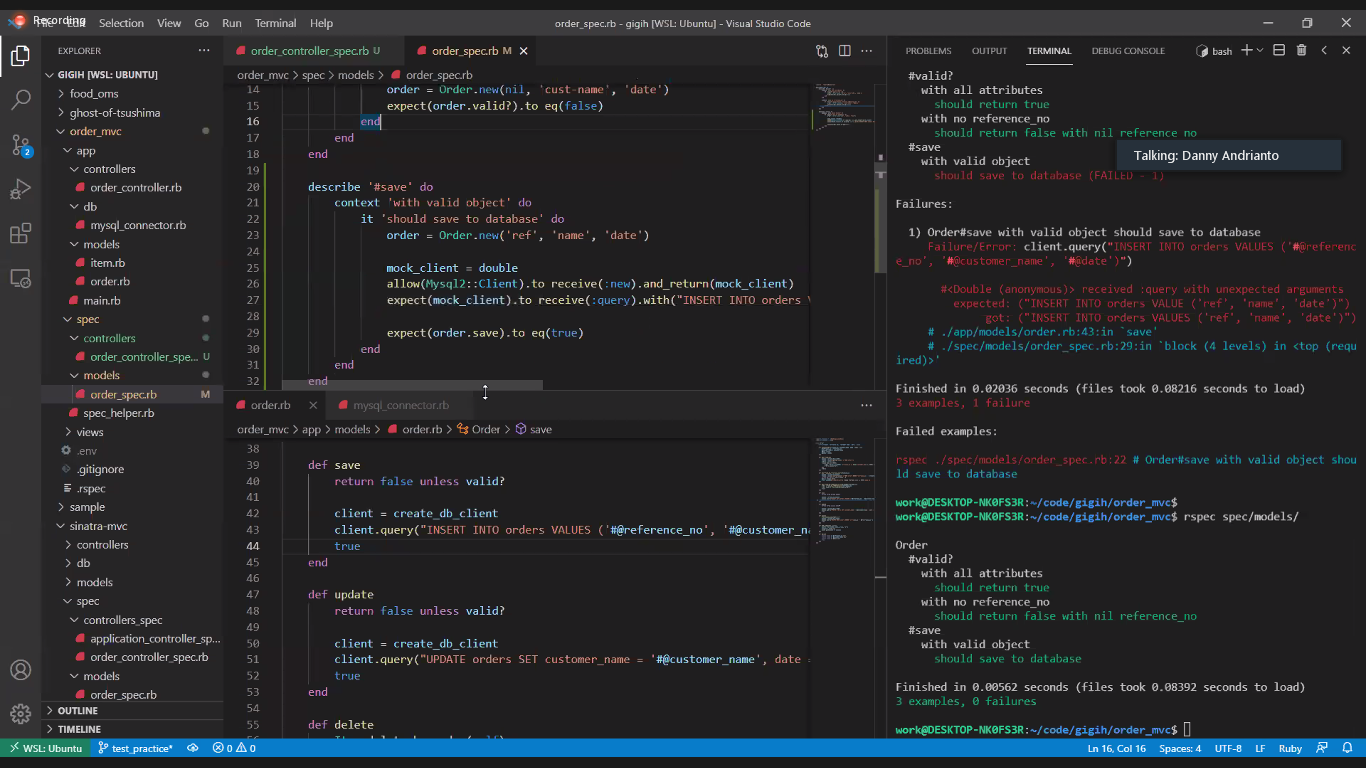 Recording
File Edit Selection View Go Run Terminal Help
order_spec.rb - gigih [WSL: Ubuntu] - Visual Studio Code
EXPLORER
GIGIH [WSL: UBUNTU]
food_oms
ghost-of-tsushima
order_mvc
app
controllers
order_controller.rb
db
mysql_connector.rb
models
item.rb
order.rb
main.rb
spec
controllers
order_controller_spe... U
models
order_spec.rb M
spec_helper.rb
views
.env
.gitignore
.rspec
sample
sinatra-mvc
controllers
db
models
spec
controllers_spec
application_controller_sp...
order_controller_spec.rb
models
order_spec.rb
OUTLINE
TIMELINE
2
order_controller_spec.rb U
order_spec.rb M
order_mvc > spec > models > order_spec.rb
14 order = Order.new(nil, 'cust-name', 'date')
15 expect(order.valid?).to eq(false)
16 end
17 end
18 end
19
20 describe '#save' do
21 context 'with valid object' do
22 it 'should save to database' do
23 order = Order.new('ref', 'name', 'date')
24
25 mock_client = double
26 allow(Mysql2::Client).to receive(:new).and_return(mock_client)
27 expect(mock_client).to receive(:query).with("INSERT INTO orders V
28
29 expect(order.save).to eq(true)
30 end
31 end
32 end
order.rb
mysql_connector.rb
order_mvc > app > models > order.rb > Order > save
38
39 def save
40 return false unless valid?
41
42 client = create_db_client
43 client.query("INSERT INTO orders VALUES ('#@reference_no', '#@customer_na
44 true
45 end
46
47 def update
48 return false unless valid?
49
50 client = create_db_client
51 client.query("UPDATE orders SET customer_name = '#@customer_name', date =
52 true
53 end
54
55 def delete
PROBLEMS OUTPUT TERMINAL DEBUG CONSOLE
bash
#valid?
with all attributes
should return true
with no reference_no
should return false with nil reference no
#save
with valid object
should save to database (FAILED - 1)
Talking: Danny Andrianto
Failures:
1) Order#save with valid object should save to database
Failure/Error: client.query("INSERT INTO orders VALUES ('#@referenc
e_no', '#@customer_name', '#@date')")
#<Double (anonymous)> received :query with unexpected arguments
expected: ("INSERT INTO orders VALUE ('ref', 'name', 'date')")
got: ("INSERT INTO orders VALUES ('ref', 'name', 'date')")
# ./app/models/order.rb:43:in `save'
# ./spec/models/order_spec.rb:29:in `block (4 levels) in <top (requ
ired)>'
Finished in 0.02036 seconds (files took 0.08216 seconds to load)
3 examples, 1 failure
Failed examples:
rspec ./spec/models/order_spec.rb:22 # Order#save with valid object shou
ld save to database
work@DESKTOP-NK0FS3R:~/code/gigih/order_mvc$
work@DESKTOP-NK0FS3R:~/code/gigih/order_mvc$ rspec spec/models/
Order
#valid?
with all attributes
should return true
with no reference_no
should return false with nil reference_no
#save
with valid object
should save to database
Finished in 0.00562 seconds (files took 0.08392 seconds to load)
3 examples, 0 failures
work@DESKTOP-NK0FS3R:~/code/gigih/order_mvc$
WSL: Ubuntu test_practice* 0 0 Ln 16, Col 16 Spaces: 4 UTF-8 LF Ruby